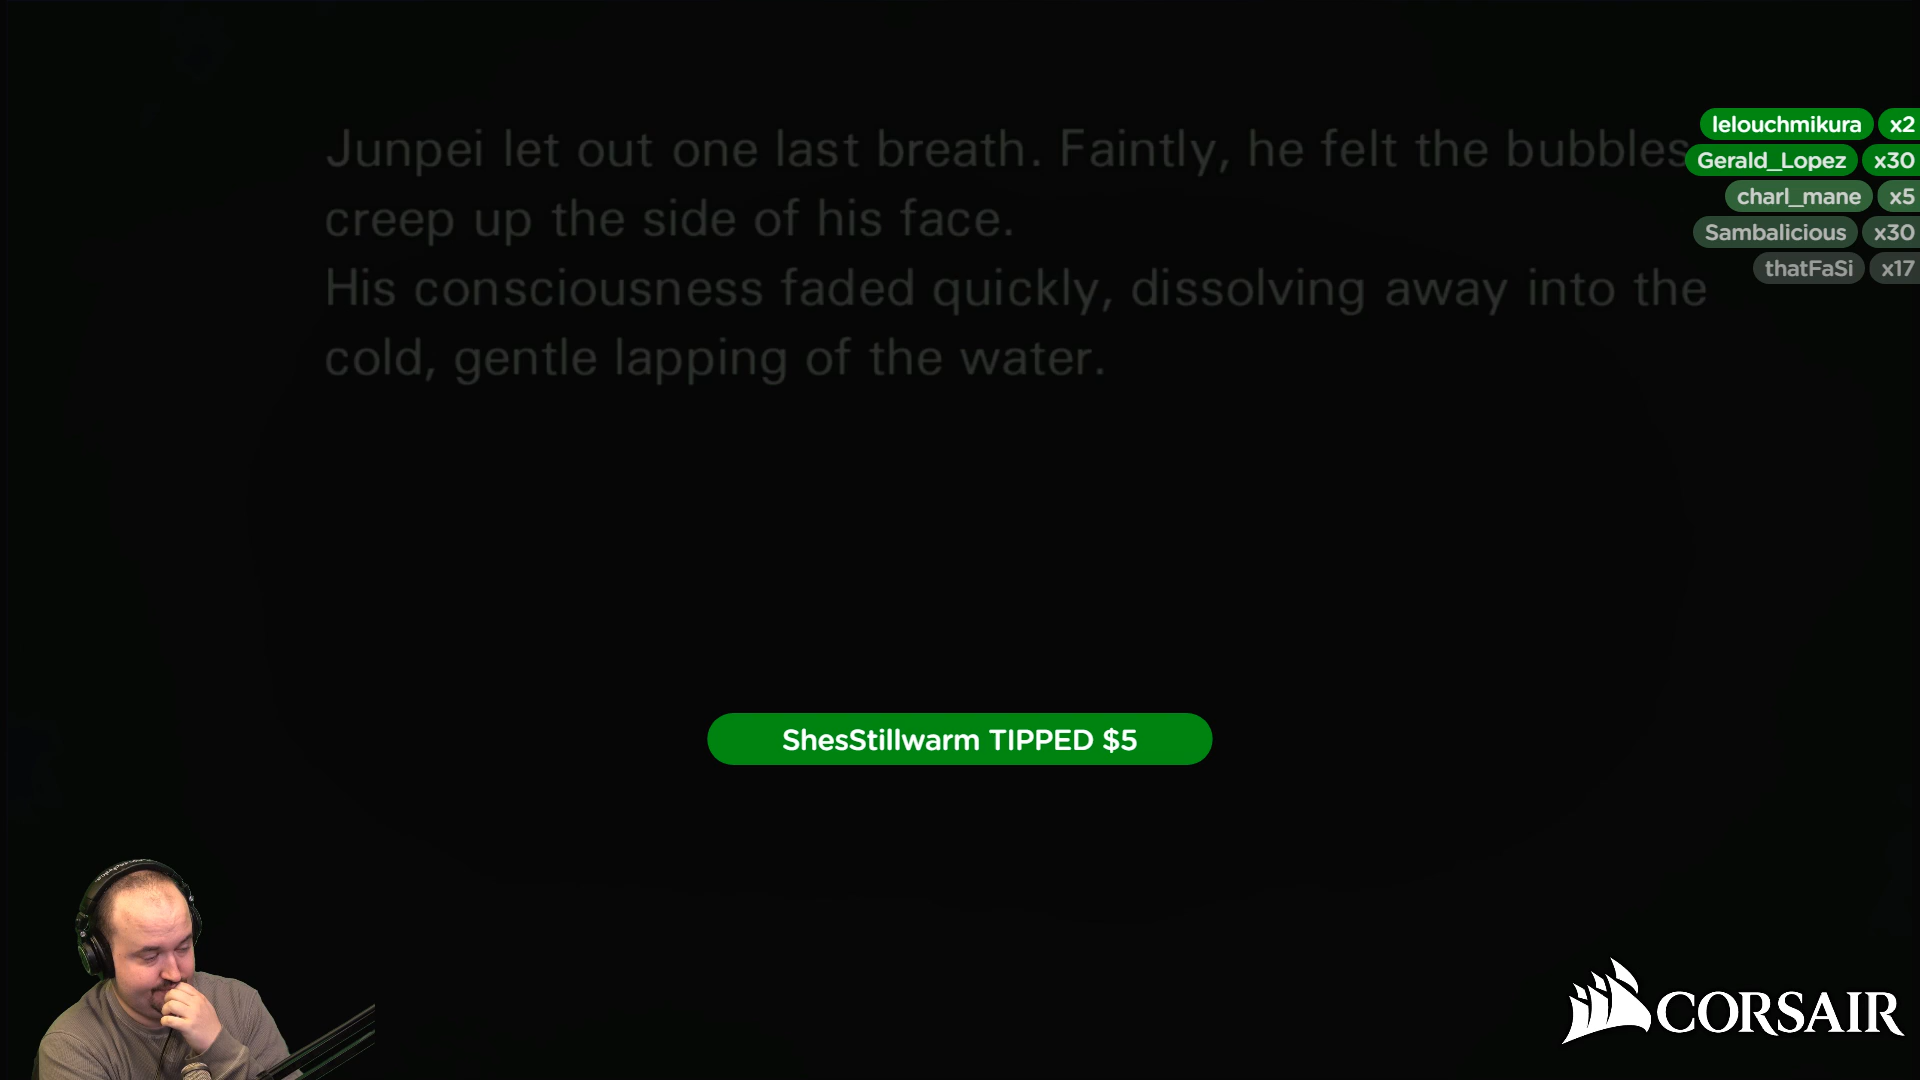 Junpei let out one last breath. Faintly, he felt the bubbles
creep up the side of his face.
His consciousness faded quickly, dissolving away into the
cold, gentle lapping of the water.
lelouchmikura x2
Gerald_Lopez x30
charl_mane x5
Sambalicious x30
thatFaSi x17
ShesStillwarm TIPPED $5
CORSAIR